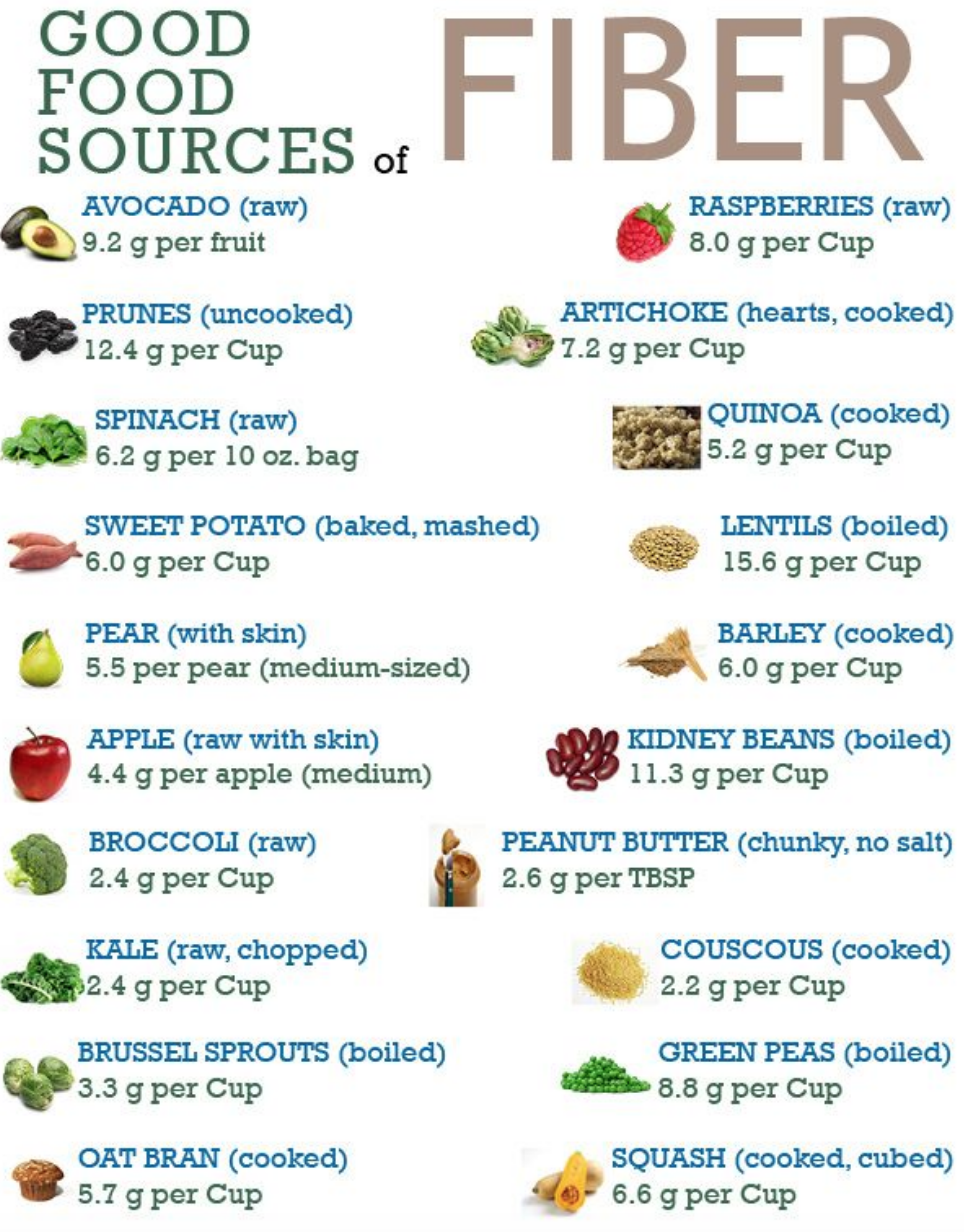 GOOD
FOOD
SOURCES of FIBER
AVOCADO (raw)
9.2 g per fruit
RASPBERRIES (raw)
8.0 g per Cup
PRUNES (uncooked)
12.4 g per Cup
ARTICHOKE (hearts, cooked)
7.2 g per Cup
SPINACH (raw)
6.2 g per 10 oz. bag
QUINOA (cooked)
5.2 g per Cup
SWEET POTATO (baked, mashed)
6.0 g per Cup
LENTILS (boiled)
15.6 g per Cup
PEAR (with skin)
5.5 per pear (medium-sized)
BARLEY (cooked)
6.0 g per Cup
APPLE (raw with skin)
4.4 g per apple (medium)
KIDNEY BEANS (boiled)
11.3 g per Cup
BROCCOLI (raw)
2.4 g per Cup
PEANUT BUTTER (chunky, no salt)
2.6 g per TBSP
KALE (raw, chopped)
2.4 g per Cup
COUSCOUS (cooked)
2.2 g per Cup
BRUSSEL SPROUTS (boiled)
3.3 g per Cup
GREEN PEAS (boiled)
8.8 g per Cup
OAT BRAN (cooked)
5.7 g per Cup
SQUASH (cooked, cubed)
6.6 g per Cup